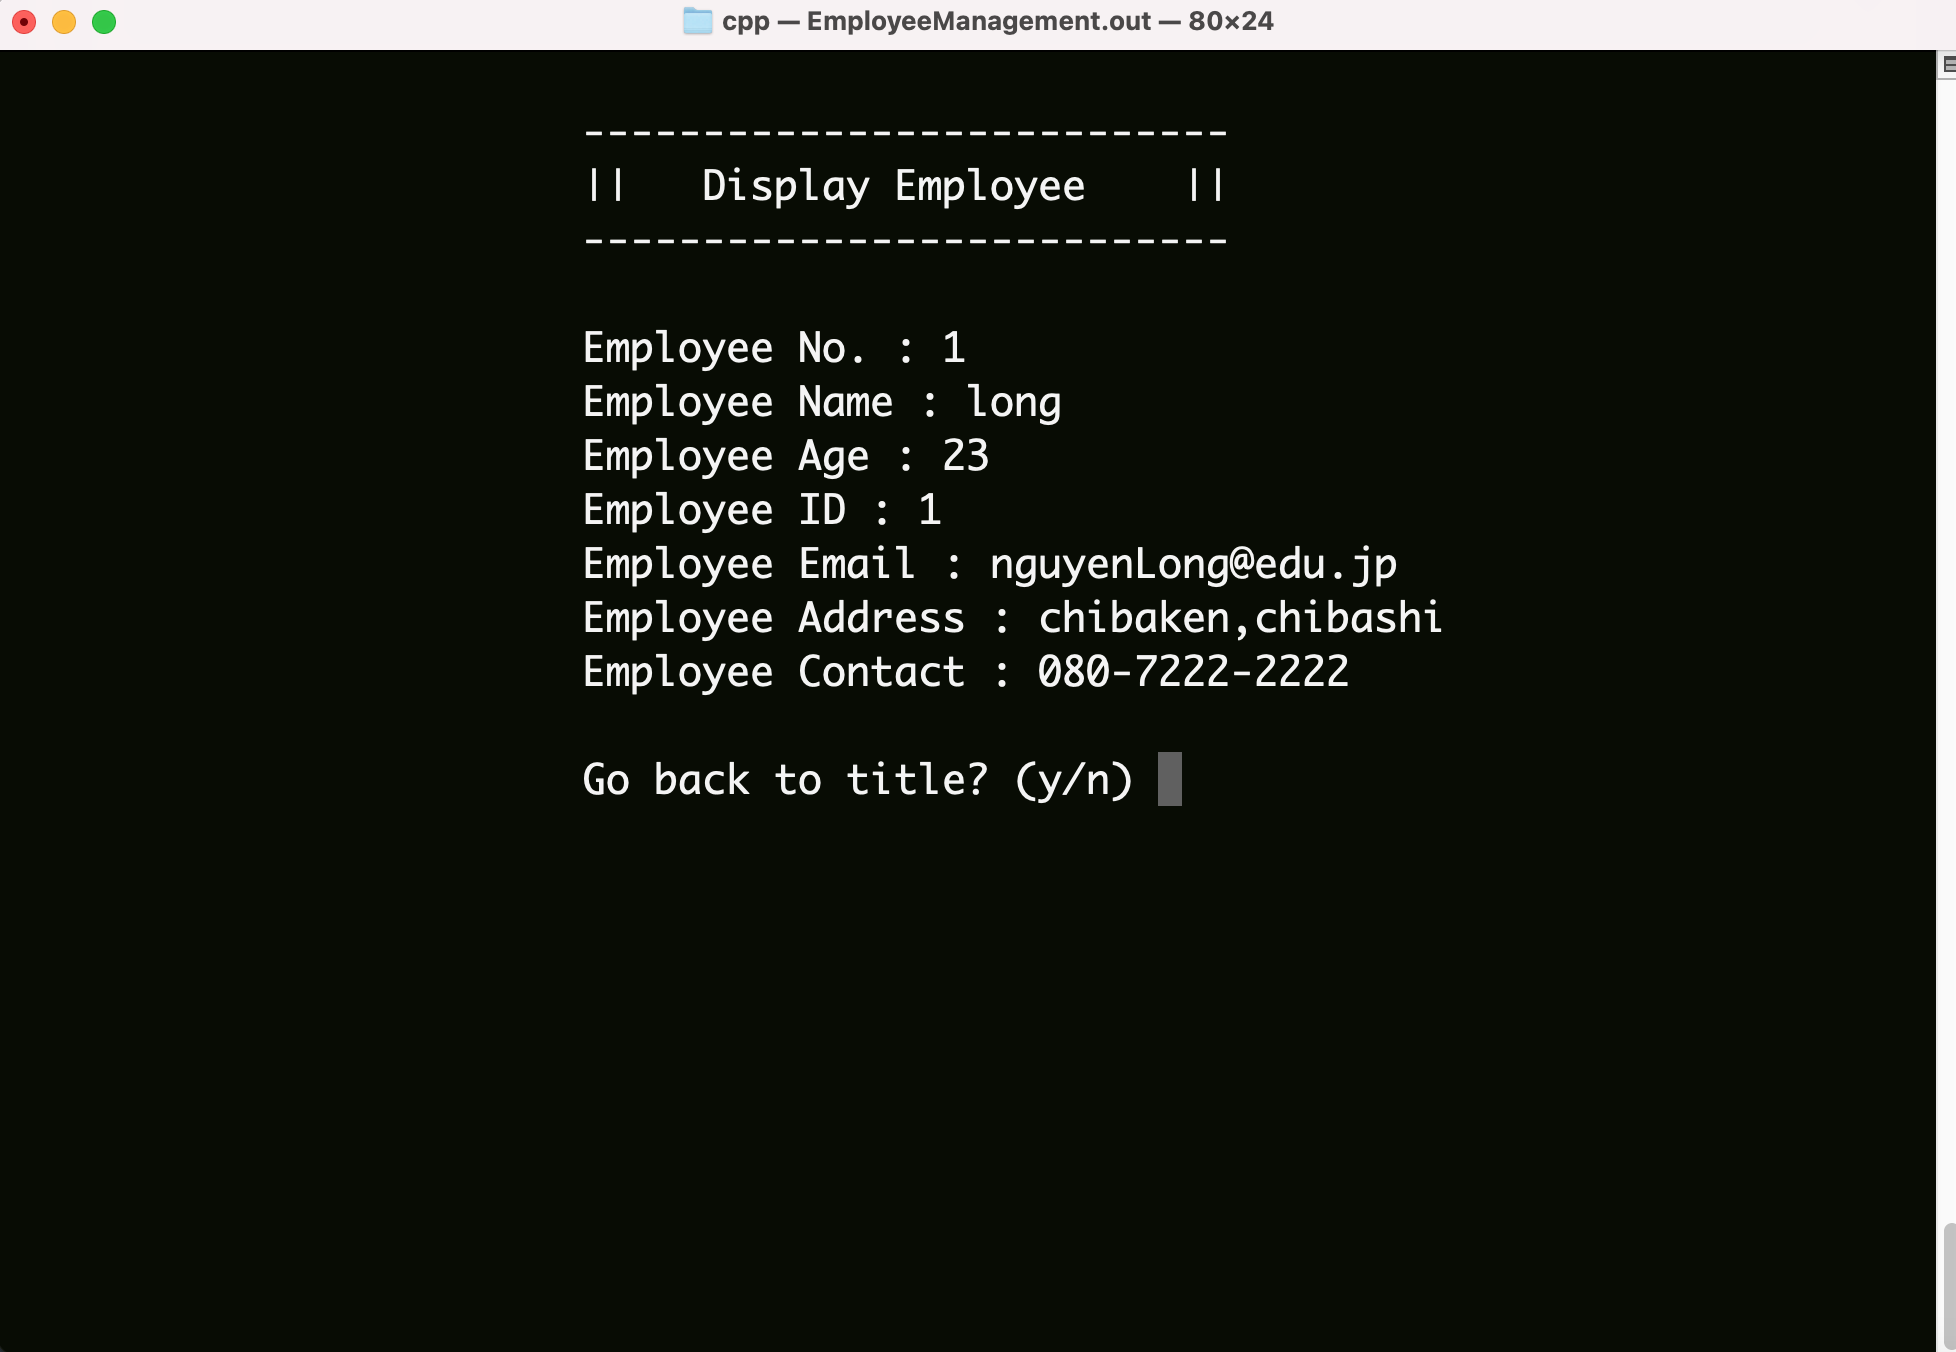 cpp — EmployeeManagement.out — 80×24
---------------------------
||   Display Employee    ||
---------------------------
Employee No. : 1
Employee Name : long
Employee Age : 23
Employee ID : 1
Employee Email : nguyenLong@edu.jp
Employee Address : chibaken,chibashi
Employee Contact : 080-7222-2222
Go back to title? (y/n)